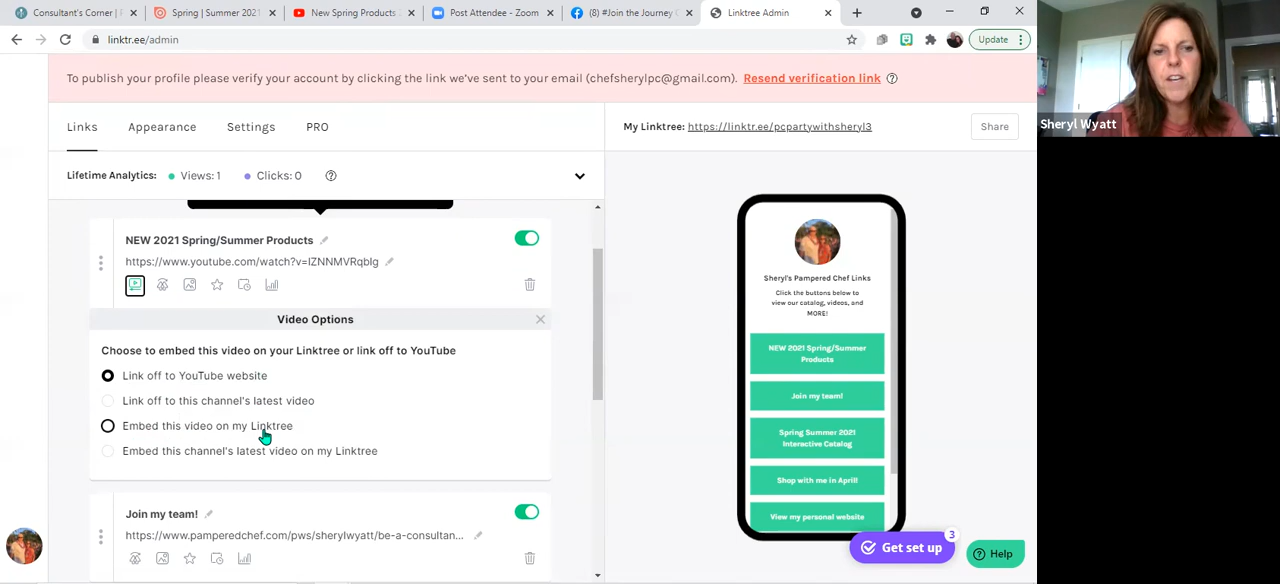 Consultant's Corner | P
Spring | Summer 2021
New Spring Products
Post Attendee - Zoom
(8) #Join the Journey
Linktree Admin
linktr.ee/admin
Update
To publish your profile please verify your account by clicking the link we've sent to your email (chefsherylpc@gmail.com). Resend verification link
Sheryl Wyatt
Links
Appearance
Settings
PRO
My Linktree: https://linktr.ee/pcpartywithsheryl3
Share
Lifetime Analytics:
Views: 1
Clicks: 0
NEW 2021 Spring/Summer Products
https://www.youtube.com/watch?v=IZNNMVRqbIg
Video Options
Choose to embed this video on your Linktree or link off to YouTube
Link off to YouTube website
Link off to this channel's latest video
Embed this video on my Linktree
Embed this channel's latest video on my Linktree
Join my team!
https://www.pamperedchef.com/pws/sherylwyatt/be-a-consultan...
Sheryl's Pampered Chef Links
Click the buttons below to
view our catalog, videos, and
MORE!
NEW 2021 Spring/Summer
Products
Join my team!
Spring Summer 2021
Interactive Catalog
Shop with me in April!
View my personal website
Get set up
3
Help